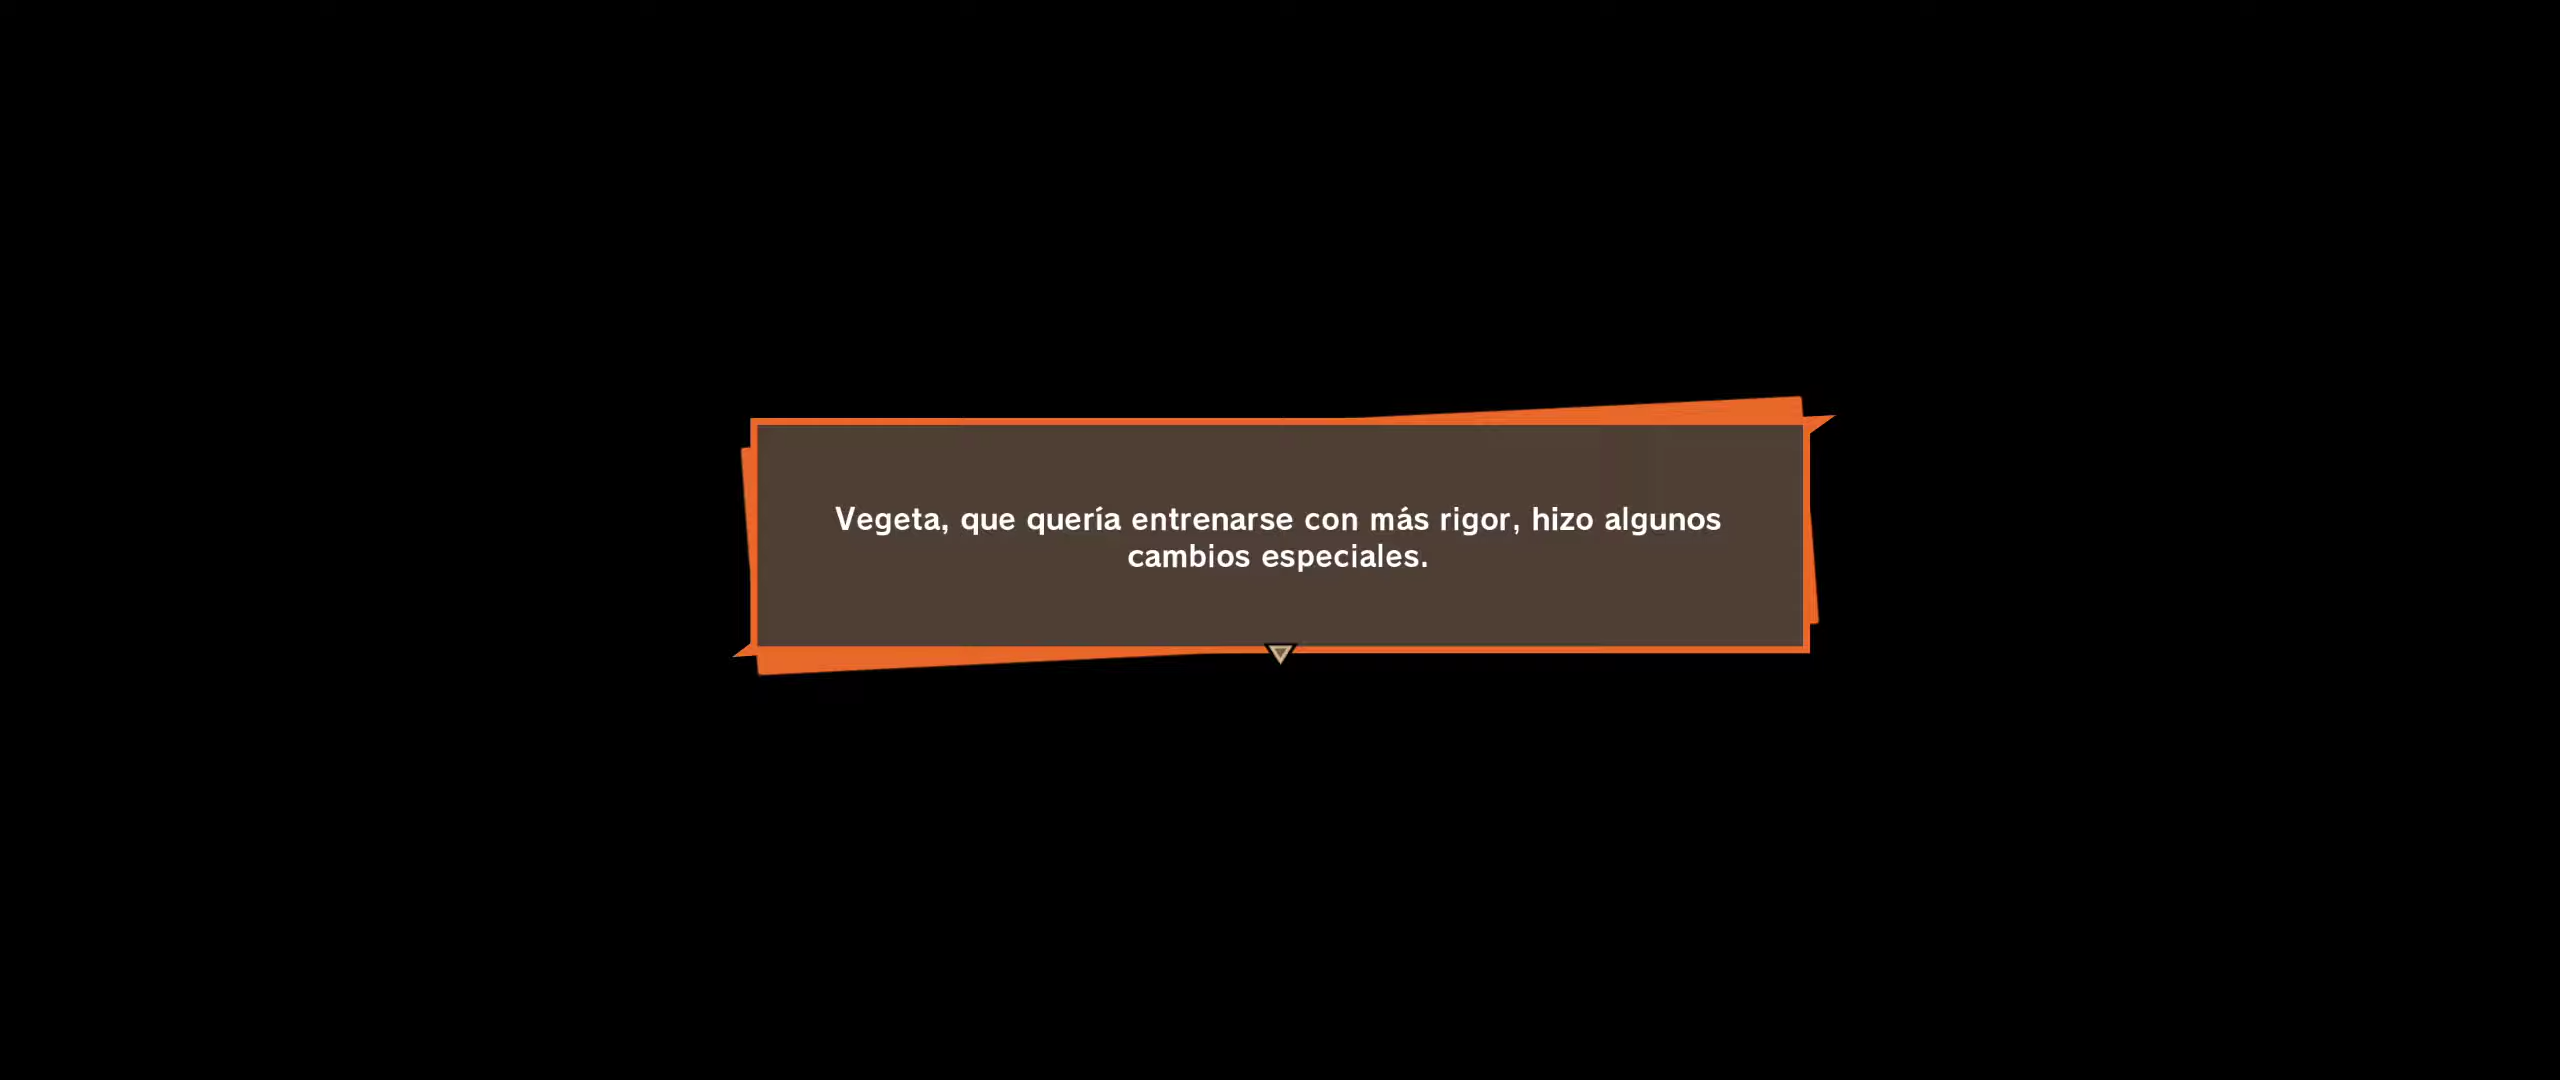 Vegeta, que quería entrenarse con más rigor, hizo algunos
cambios especiales.